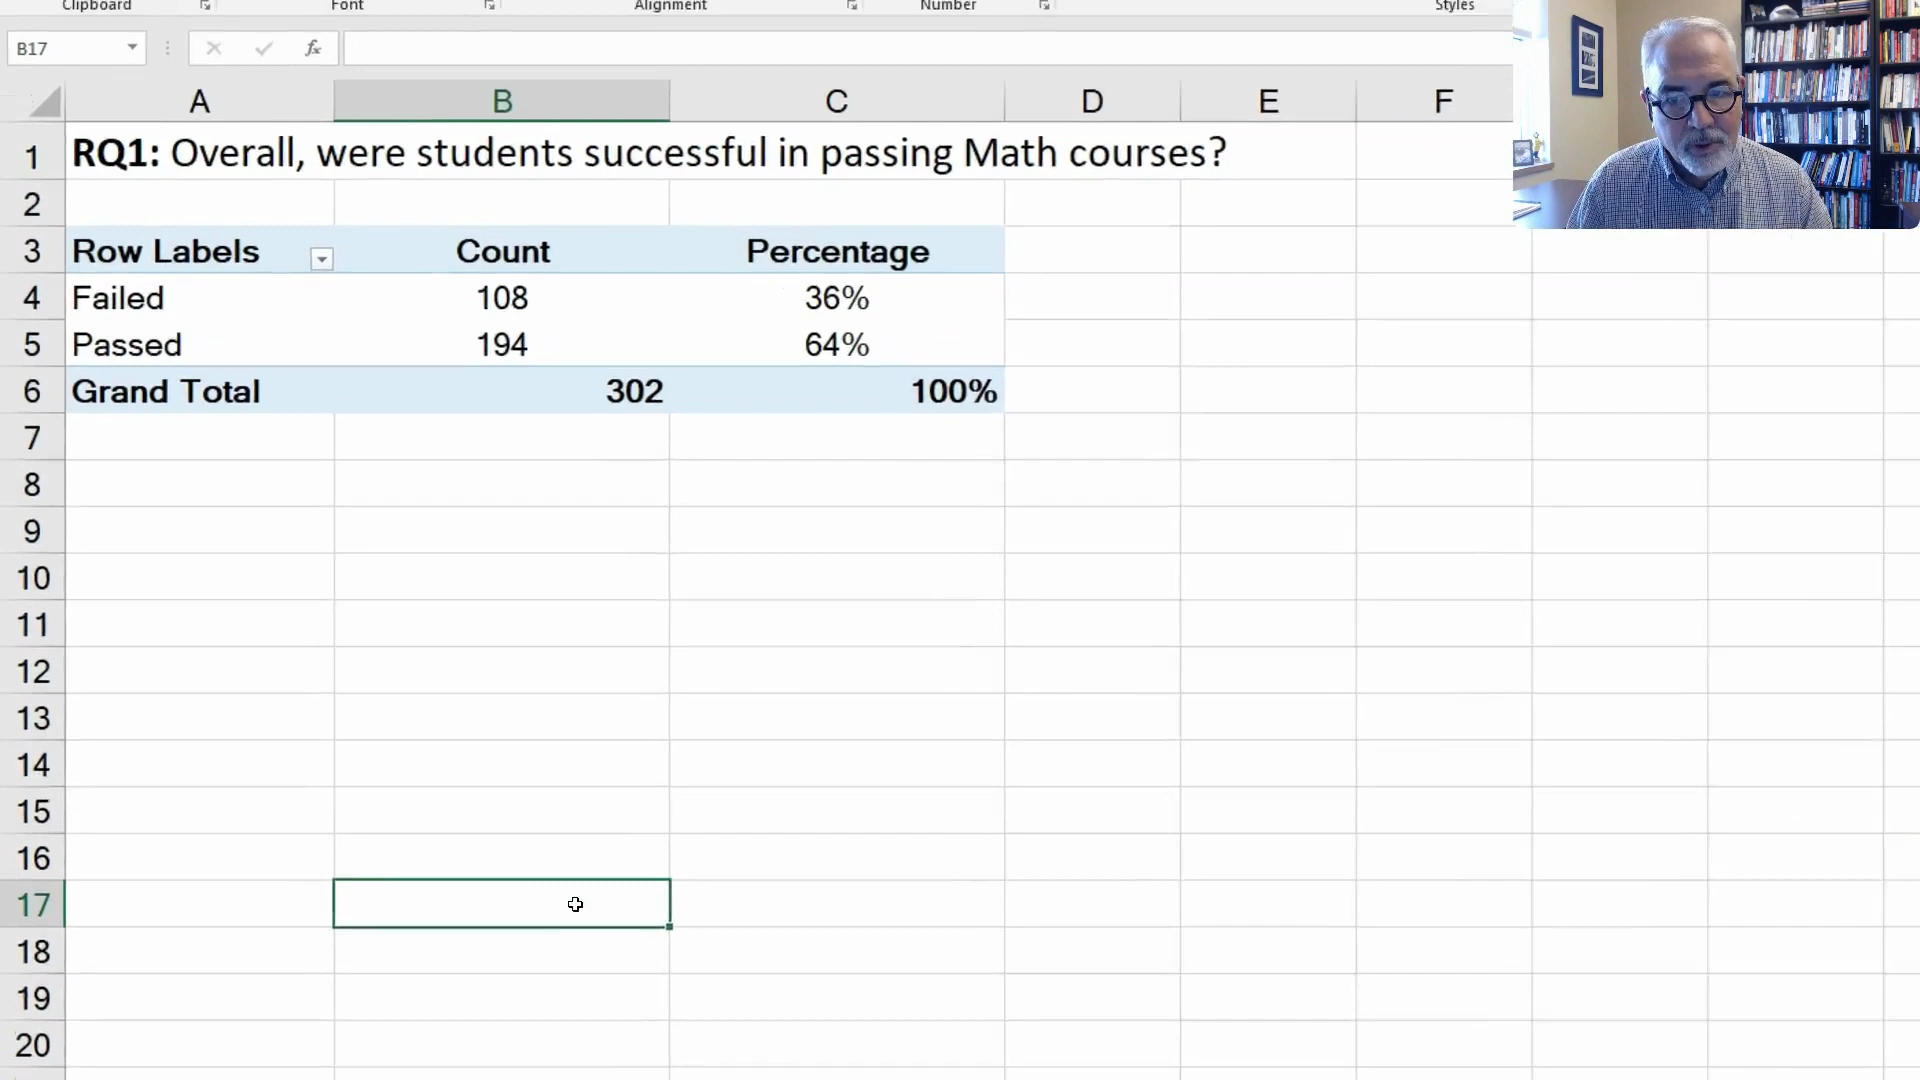 Clipboard Font Alignment Number Styles
B17 fx
A B C D E F
1 RQ1: Overall, were students successful in passing Math courses?
2
3 Row Labels Count Percentage
4 Failed 108 36%
5 Passed 194 64%
6 Grand Total 302 100%
7
8
9
10
11
12
13
14
15
16
17
18
19
20